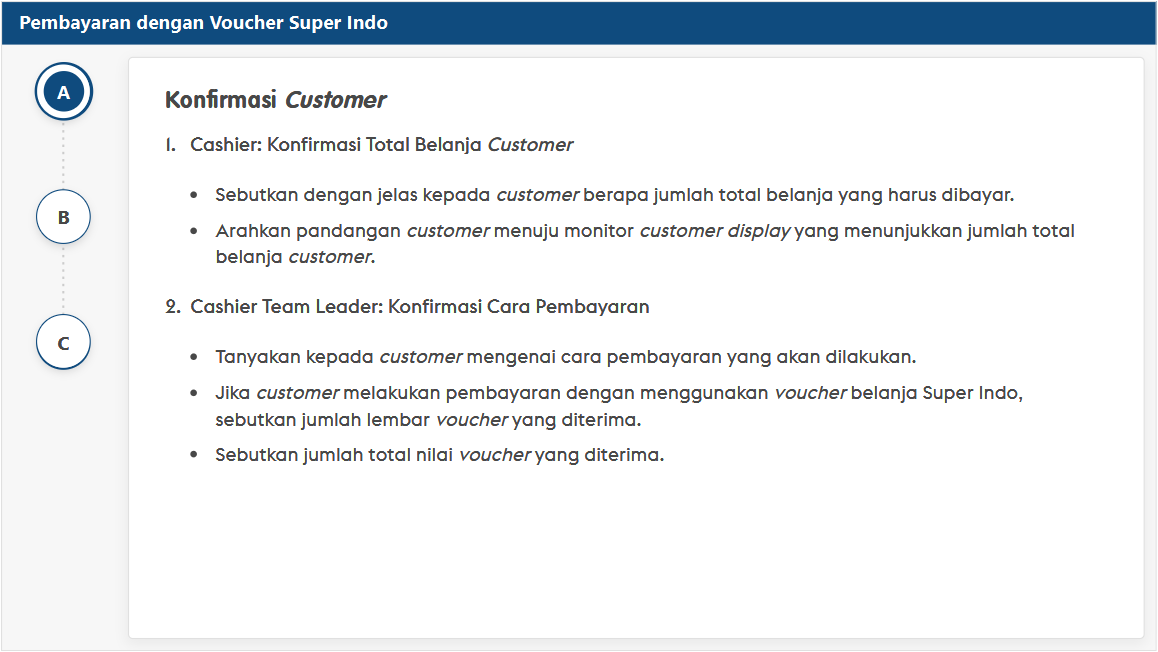 Pembayaran dengan Voucher Super Indo
A
B
C
Konfirmasi Customer
1. Cashier: Konfirmasi Total Belanja Customer
• Sebutkan dengan jelas kepada customer berapa jumlah total belanja yang harus dibayar.
• Arahkan pandangan customer menuju monitor customer display yang menunjukkan jumlah total
belanja customer.
2. Cashier Team Leader: Konfirmasi Cara Pembayaran
• Tanyakan kepada customer mengenai cara pembayaran yang akan dilakukan.
• Jika customer melakukan pembayaran dengan menggunakan voucher belanja Super Indo,
sebutkan jumlah lembar voucher yang diterima.
• Sebutkan jumlah total nilai voucher yang diterima.